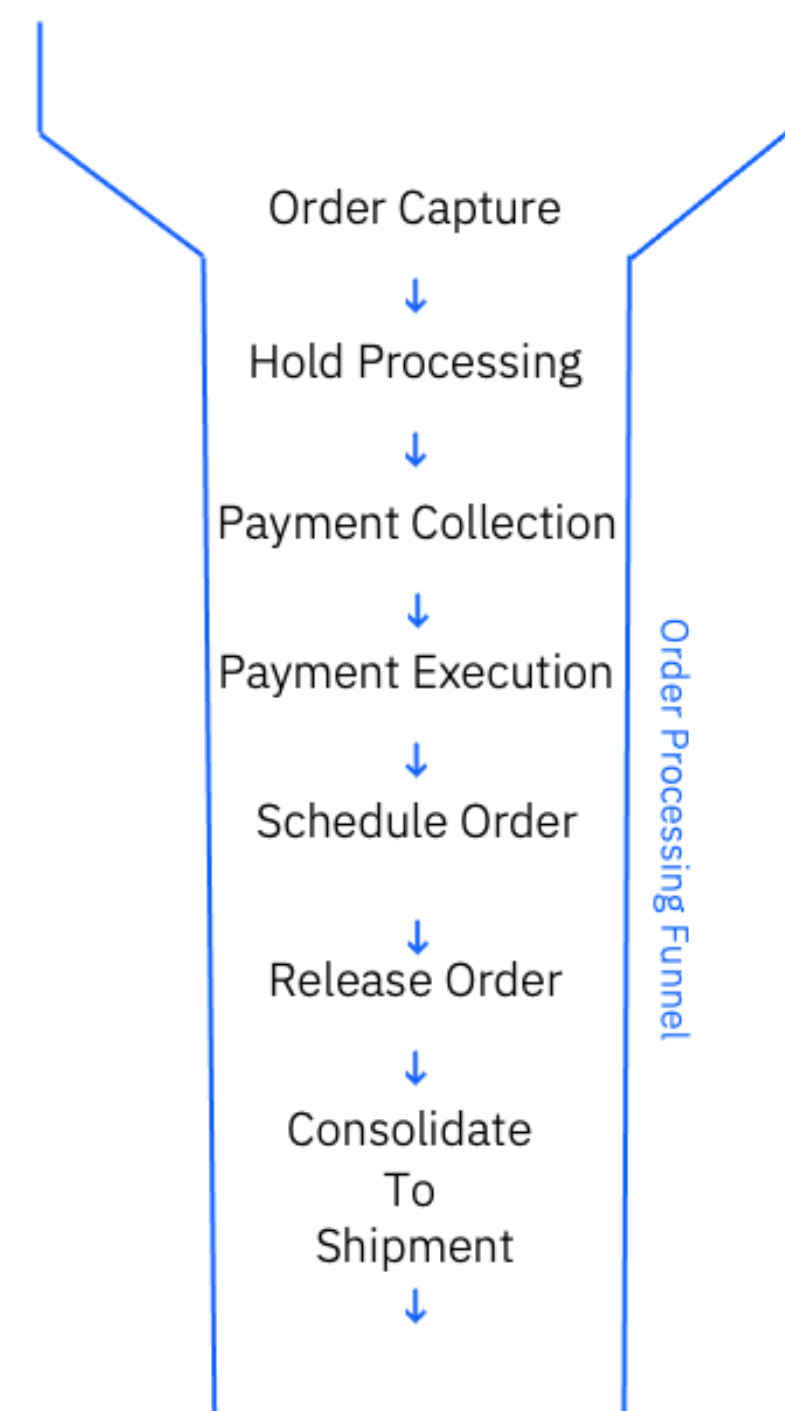 Order Capture
↓
Hold Processing
↓
Payment Collection
↓
Payment Execution
↓
Schedule Order
↓
Release Order
↓
Consolidate
To
Shipment
↓
Order Processing Funnel